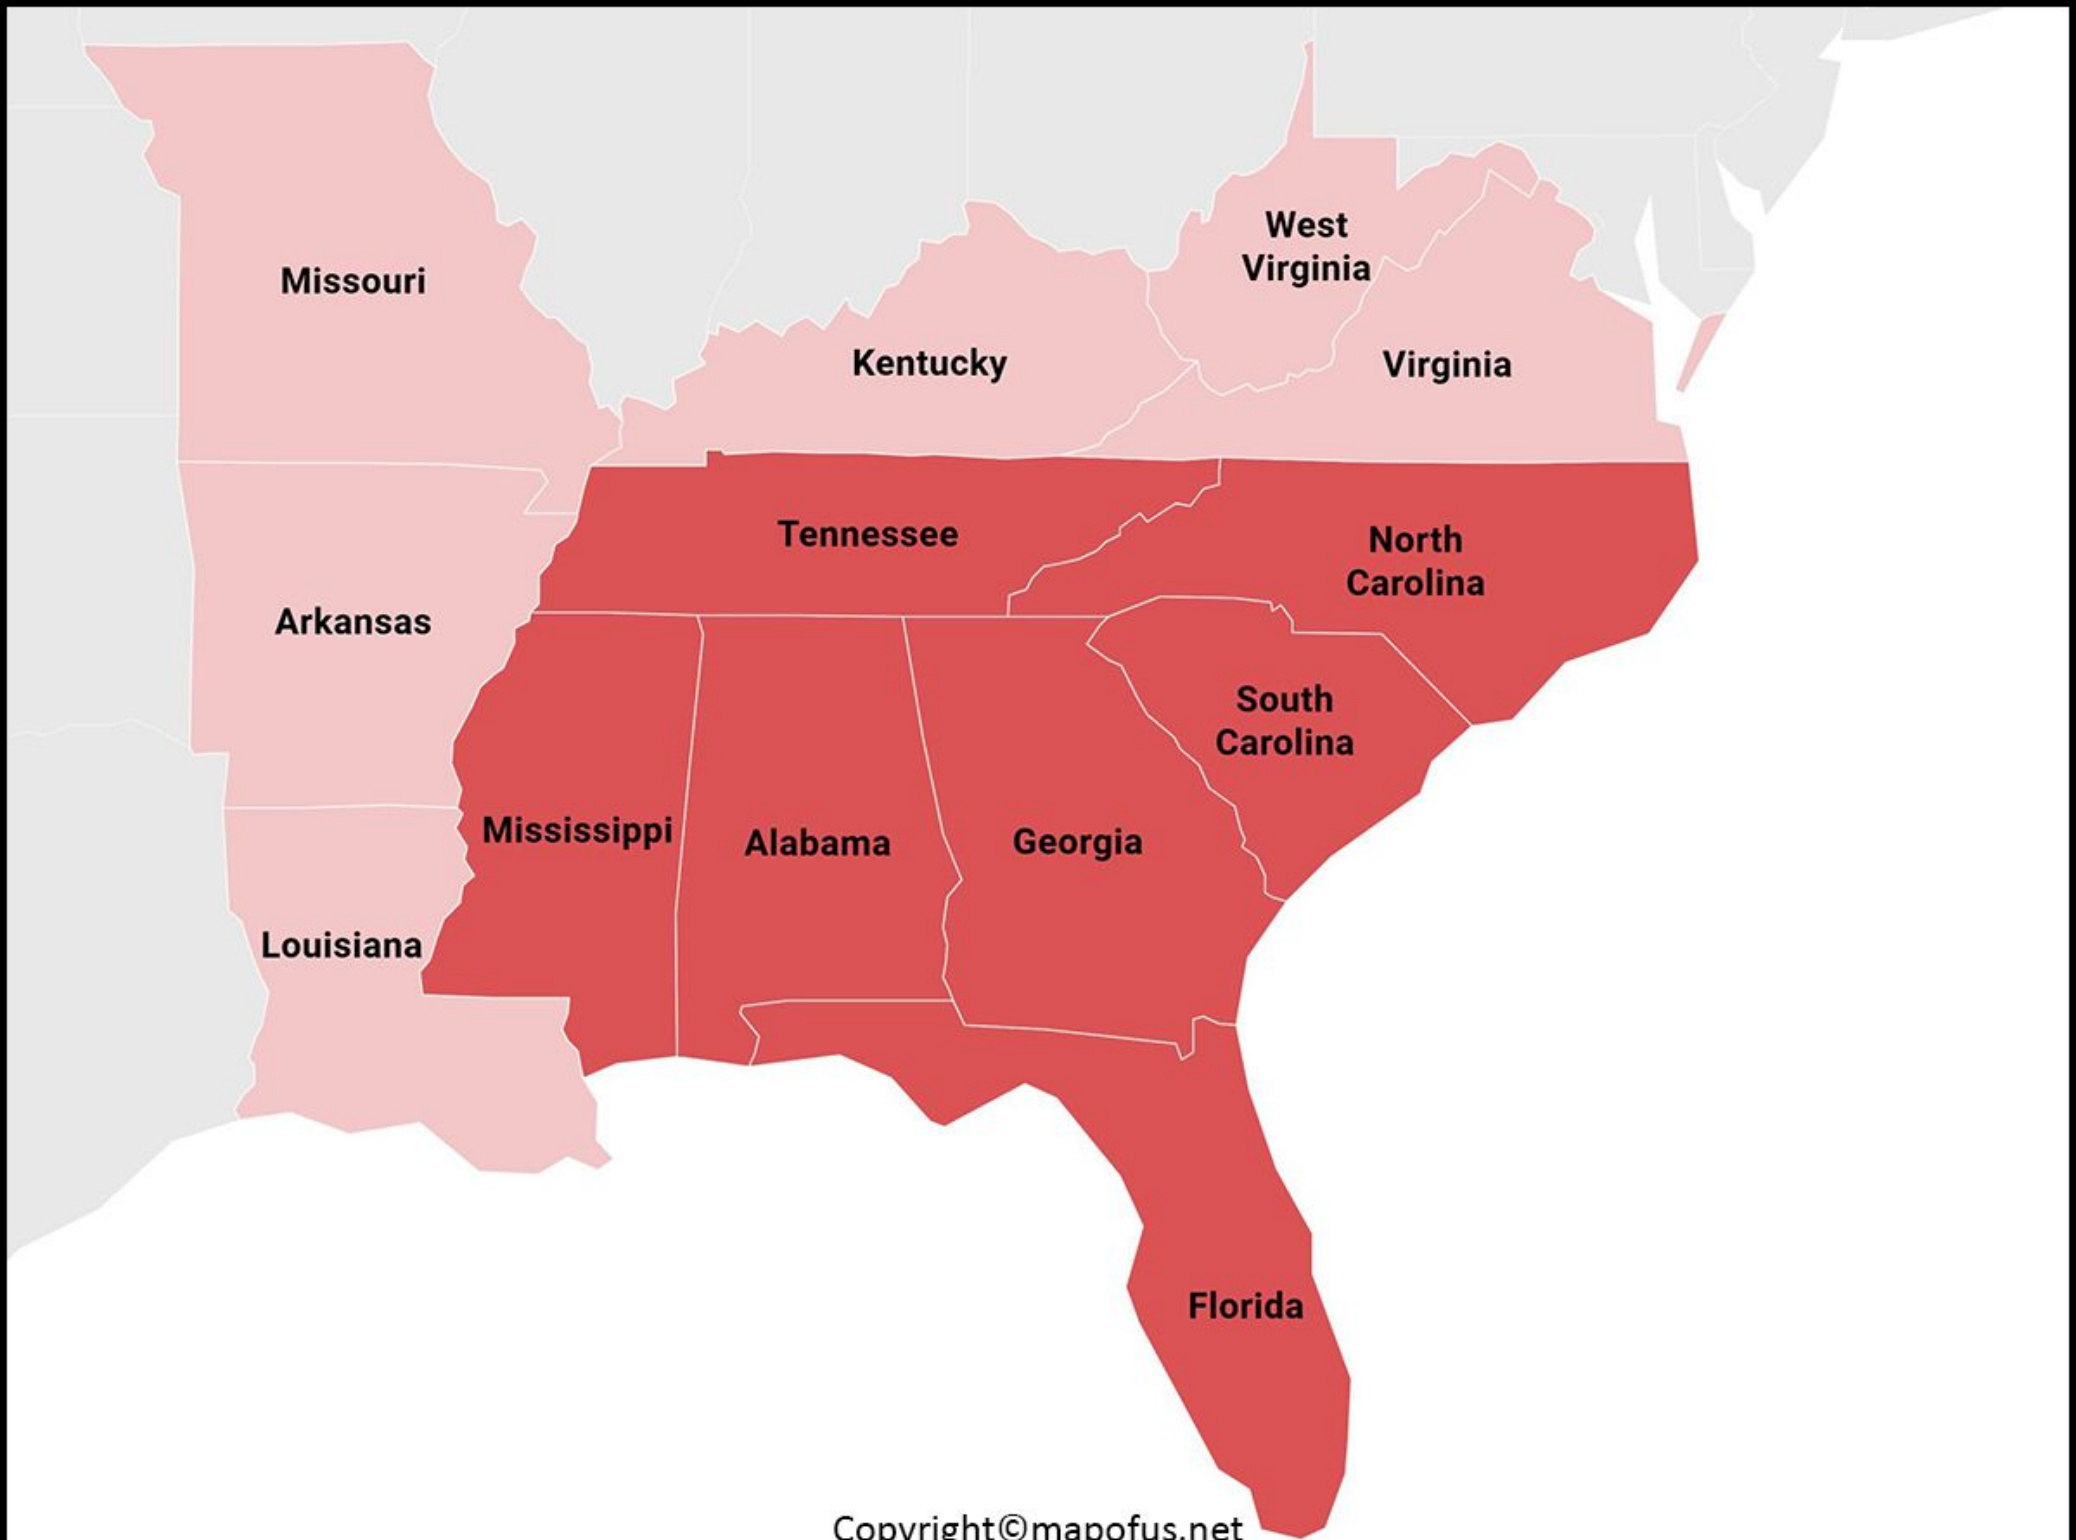 West
Virginia
Missouri
Kentucky
Virginia
Tennessee
North
Carolina
Arkansas
South
Carolina
Mississippi
Alabama
Georgia
Louisiana
Florida
Copyright©mapofus.net